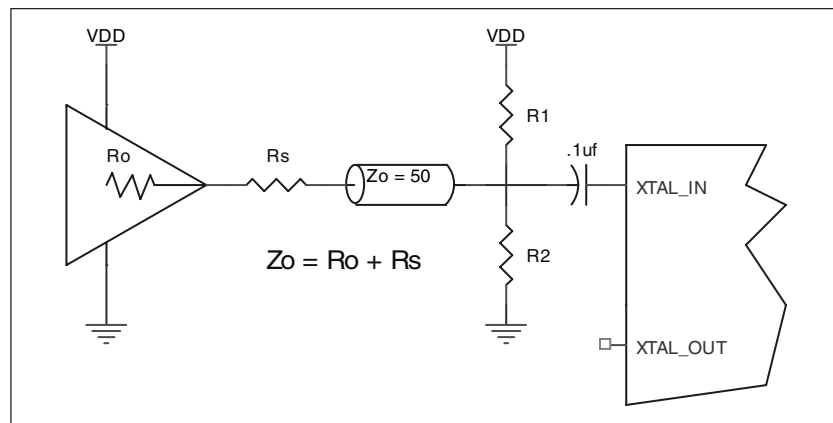 VDD
VDD
R1
Ro
Rs
Zo = 50
.1uf
XTAL_IN
Zo = Ro + Rs
R2
XTAL_OUT